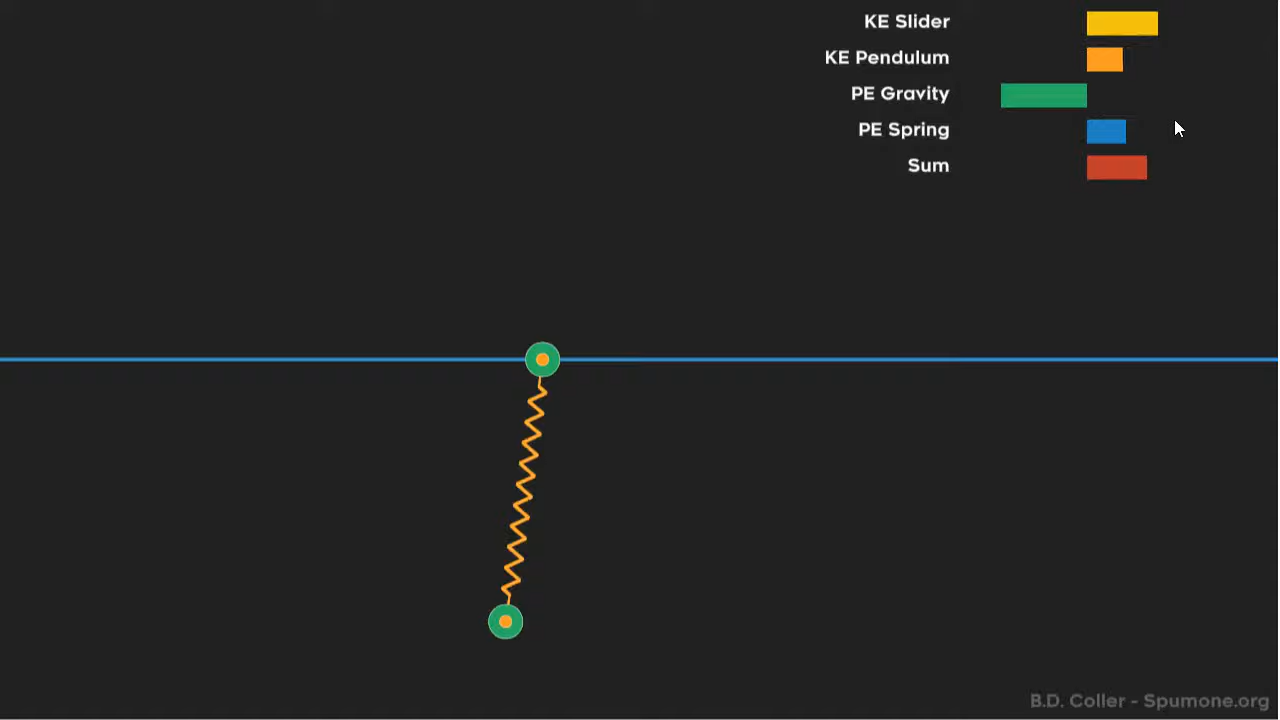 KE Slider
KE Pendulum
PE Gravity
PE Spring
Sum
B.D. Coller - Spumone.org